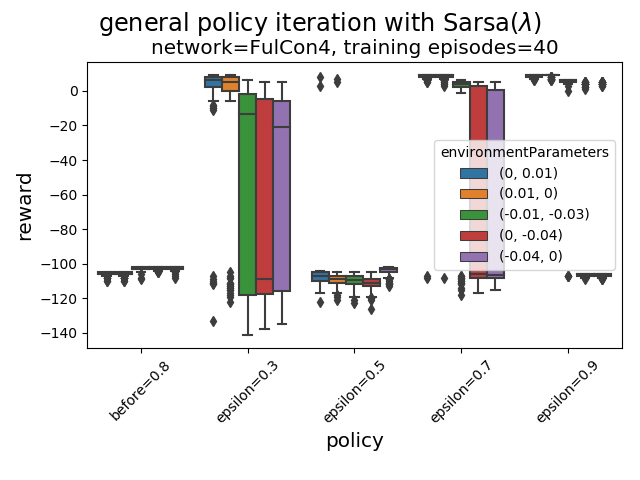 general policy iteration with Sarsa(λ)
network=FulCon4, training episodes=40
reward
0
−20
−40
−60
−80
−100
−120
−140
environmentParameters
(0, 0.01)
(0.01, 0)
(-0.01, -0.03)
(0, -0.04)
(-0.04, 0)
before=0.8
epsilon=0.3
epsilon=0.5
epsilon=0.7
epsilon=0.9
policy